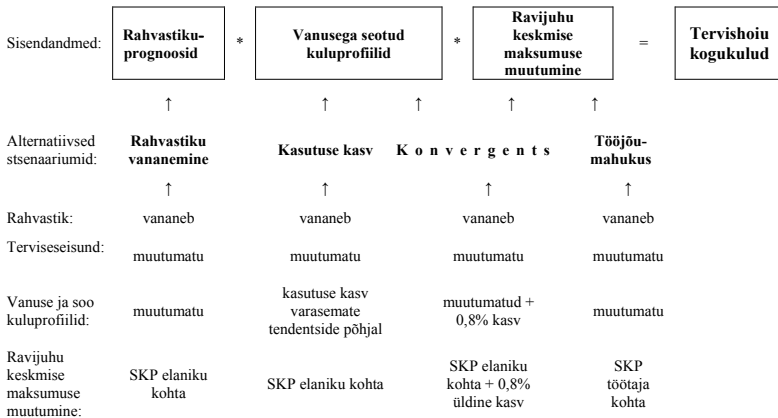 Sisendandmed: Rahvastiku- * Vanusega seotud * Ravijuhu = Tervishoiu
prognoosid kuluprofiilid keskmise kogukulud
maksumuse
muutumine
↑ ↑ ↑ ↑ ↑
Alternatiivsed Rahvastiku Kasutuse kasv Konvergents Tööjõu-
stsenaariumid: vananemine mahukus
↑ ↑ ↑ ↑
Rahvastik: vananeb vananeb vananeb vananeb
Terviseseisund: muutumatu muutumatu muutumatu muutumatu
Vanuse ja soo muutumatu kasutuse kasv muutumatud + muutumatu
kuluprofiilid: varasemate 0,8% kasv
tendentside põhjal
Ravijuhu SKP elaniku SKP elaniku kohta SKP elaniku SKP
keskmise kohta kohta + 0,8% töötaja
maksumuse üldine kasv kohta
muutumine: